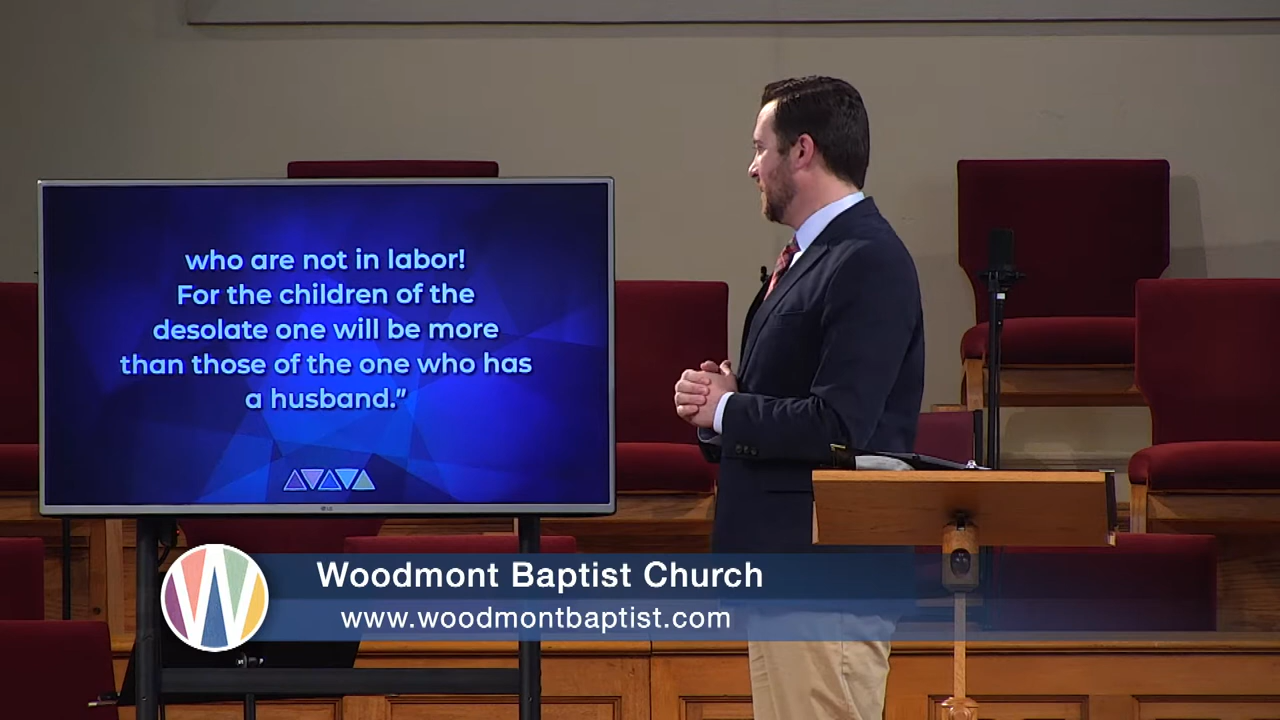 who are not in labor!
For the children of the
desolate one will be more
than those of the one who has
a husband.”
LG
W
Woodmont Baptist Church
www.woodmontbaptist.com